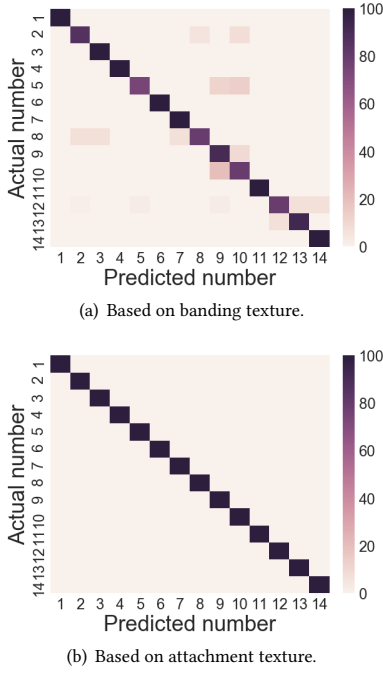 100
80
60
40
20
0
Actual number
1 2 3 4 5 6 7 8 9 10 11 12 13 14
1 2 3 4 5 6 7 8 9 10 11 12 13 14
Predicted number
(a) Based on banding texture.
100
80
60
40
20
0
Actual number
1 2 3 4 5 6 7 8 9 10 11 12 13 14
1 2 3 4 5 6 7 8 9 10 11 12 13 14
Predicted number
(b) Based on attachment texture.